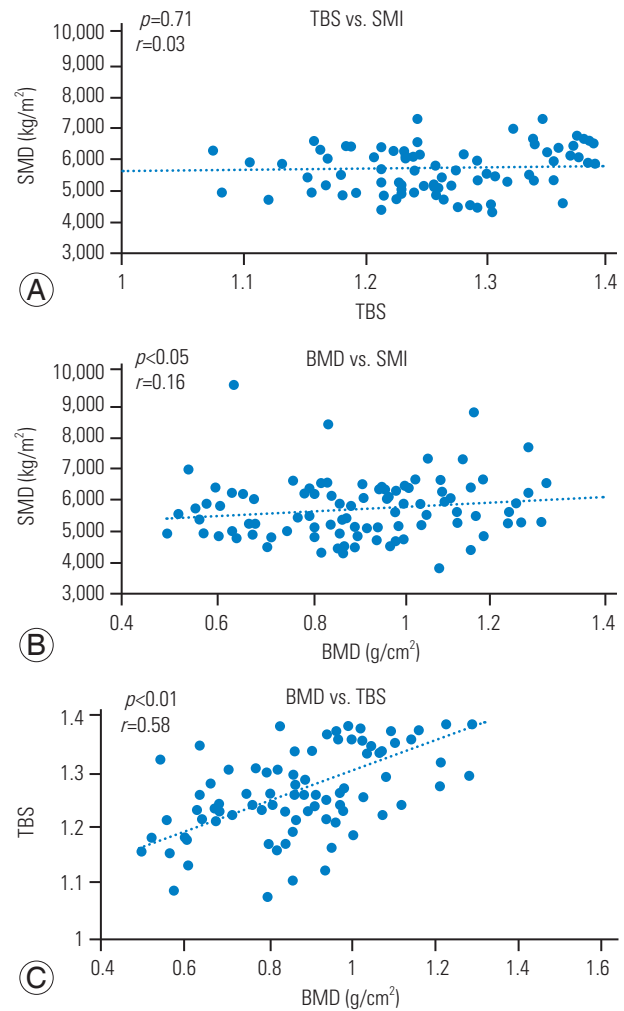 p=0.71
TBS vs. SMI
r=0.03
10,000
9,000
8,000
7,000
6,000
5,000
4,000
3,000
SMD (kg/m²)
1
1.1
1.2
1.3
1.4
TBS
A
p<0.05
BMD vs. SMI
r=0.16
10,000
9,000
8,000
7,000
6,000
5,000
4,000
3,000
SMD (kg/m²)
0.4
0.6
0.8
1.0
1.2
1.4
BMD (g/cm²)
B
p<0.01
BMD vs. TBS
r=0.58
1.4
1.3
1.2
1.1
1
TBS
0.4
0.6
0.8
1
1.2
1.4
1.6
BMD (g/cm²)
C